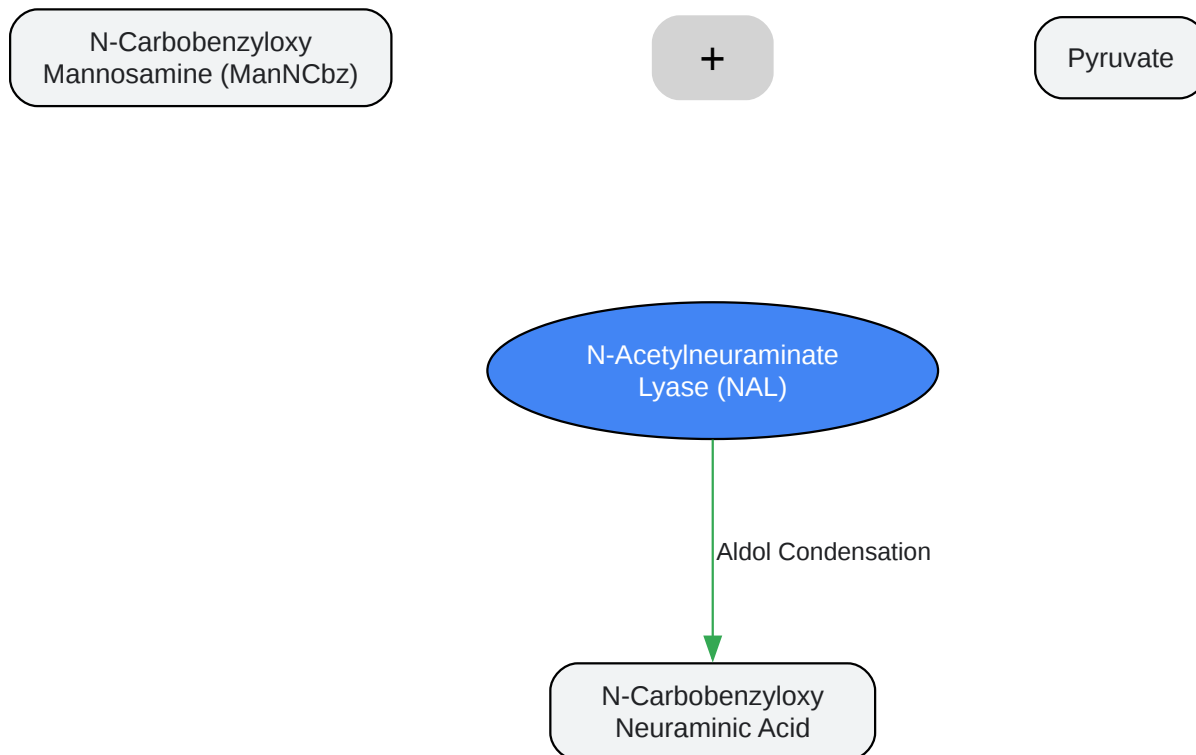 N-Carbobenzyloxy
Mannosamine (ManNCbz)
+
Pyruvate
N-Acetylneuraminate
Lyase (NAL)
Aldol Condensation
N-Carbobenzyloxy
Neuraminic Acid